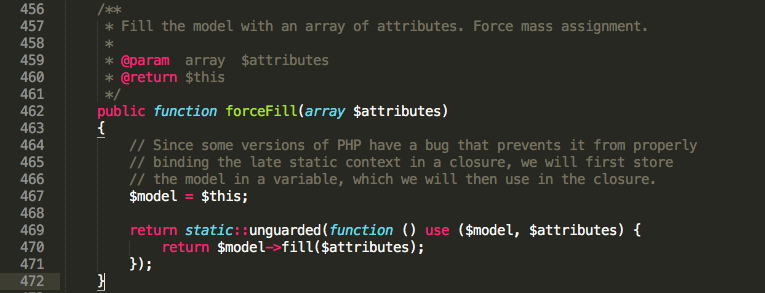 456 /**
457 * Fill the model with an array of attributes. Force mass assignment.
458 *
459 * @param array $attributes
460 * @return $this
461 */
462 public function forceFill(array $attributes)
463 {
464 // Since some versions of PHP have a bug that prevents it from properly
465 // binding the late static context in a closure, we will first store
466 // the model in a variable, which we will then use in the closure.
467 $model = $this;
468
469 return static::unguarded(function () use ($model, $attributes) {
470 return $model->fill($attributes);
471 });
472 }